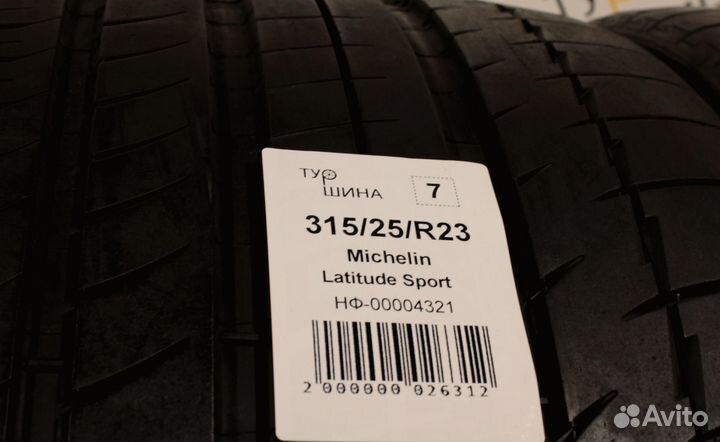 ТУР
ШИНА
7
315/25/R23
Michelin
Latitude Sport
НФ-00004321
2 000000 026312
Avito